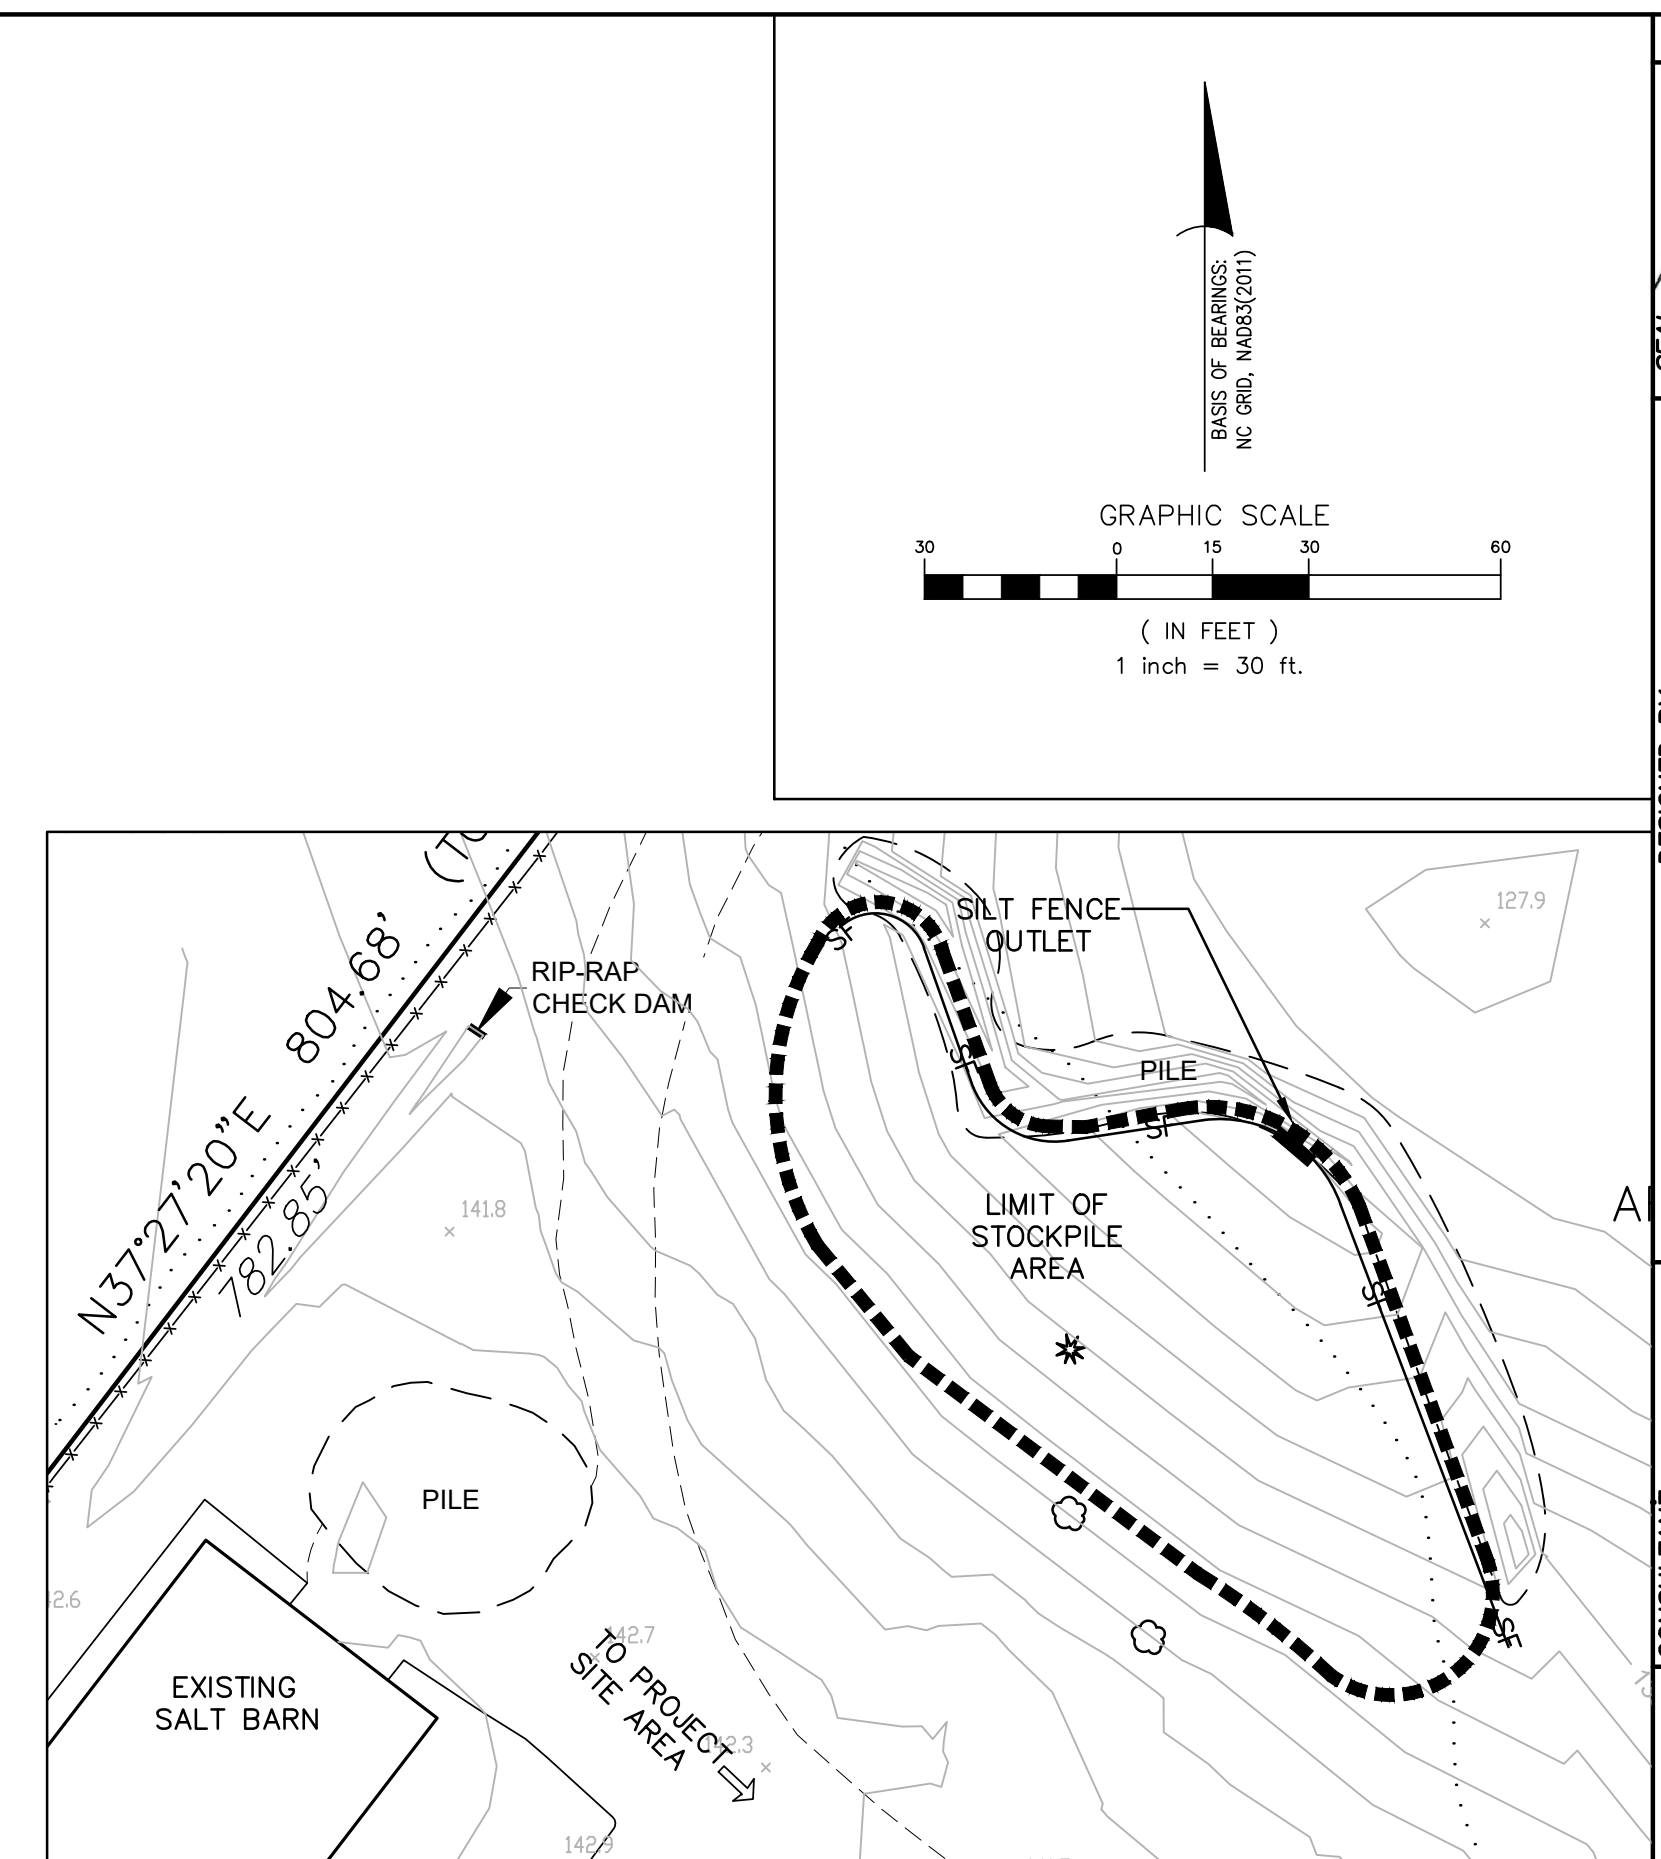 BASIS OF BEARINGS:
NC GRID, NAD83(2011)
GRAPHIC SCALE
30 0 15 30 60
( IN FEET )
1 inch = 30 ft.
804.68'
N37°27'20"E
782.85'
RIP-RAP
CHECK DAM
SILT FENCE
OUTLET
127.9
SF
SF
SF
SF
SF
PILE
141.8
LIMIT OF
STOCKPILE
AREA
PILE
142.7
TO PROJECT
SITE AREA
142.3
EXISTING
SALT BARN
142.9